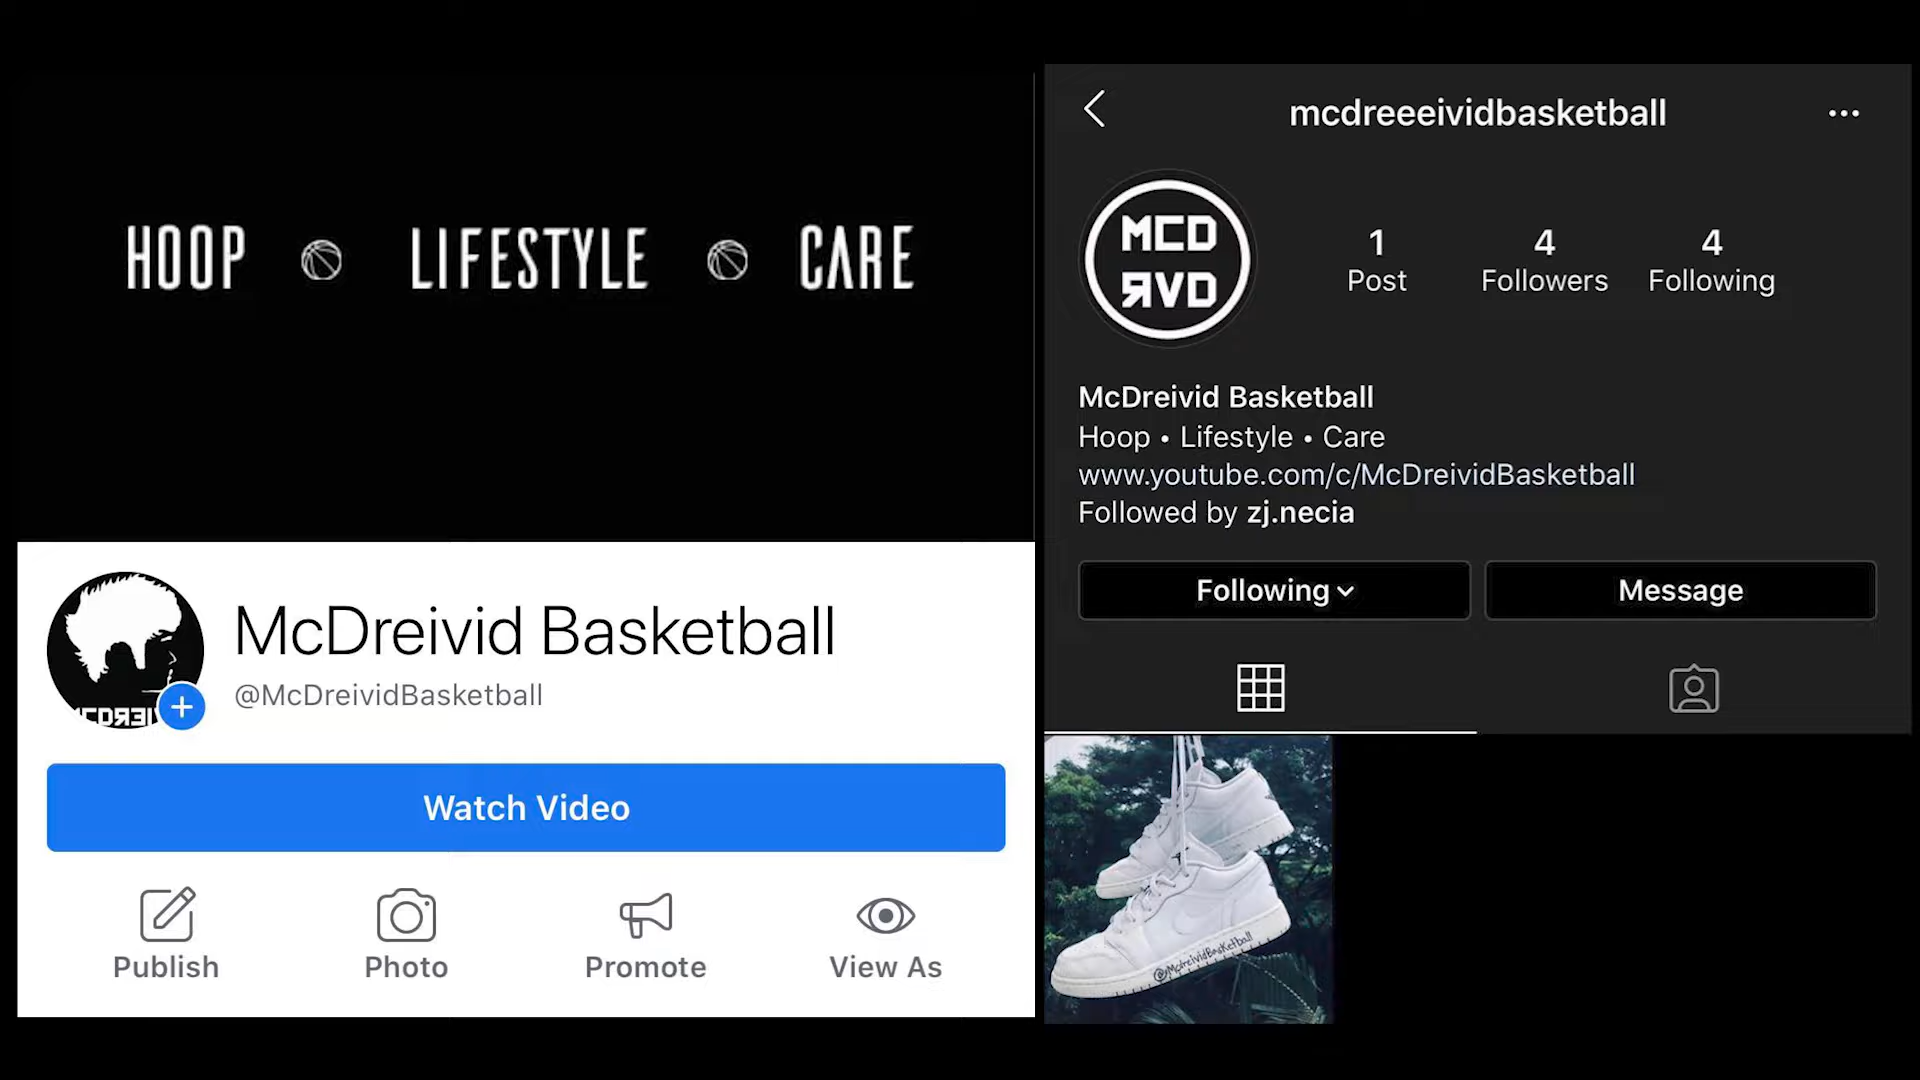 HOOP LIFESTYLE CARE
McDreivid Basketball
@McDreividBasketball
Watch Video
Publish Photo Promote View As
mcdreeeividbasketball
MCD
ЯVD
1 4 4
Post Followers Following
McDreivid Basketball
Hoop • Lifestyle • Care
www.youtube.com/c/McDreividBasketball
Followed by zj.necia
Following Message
@McdreividBasketball